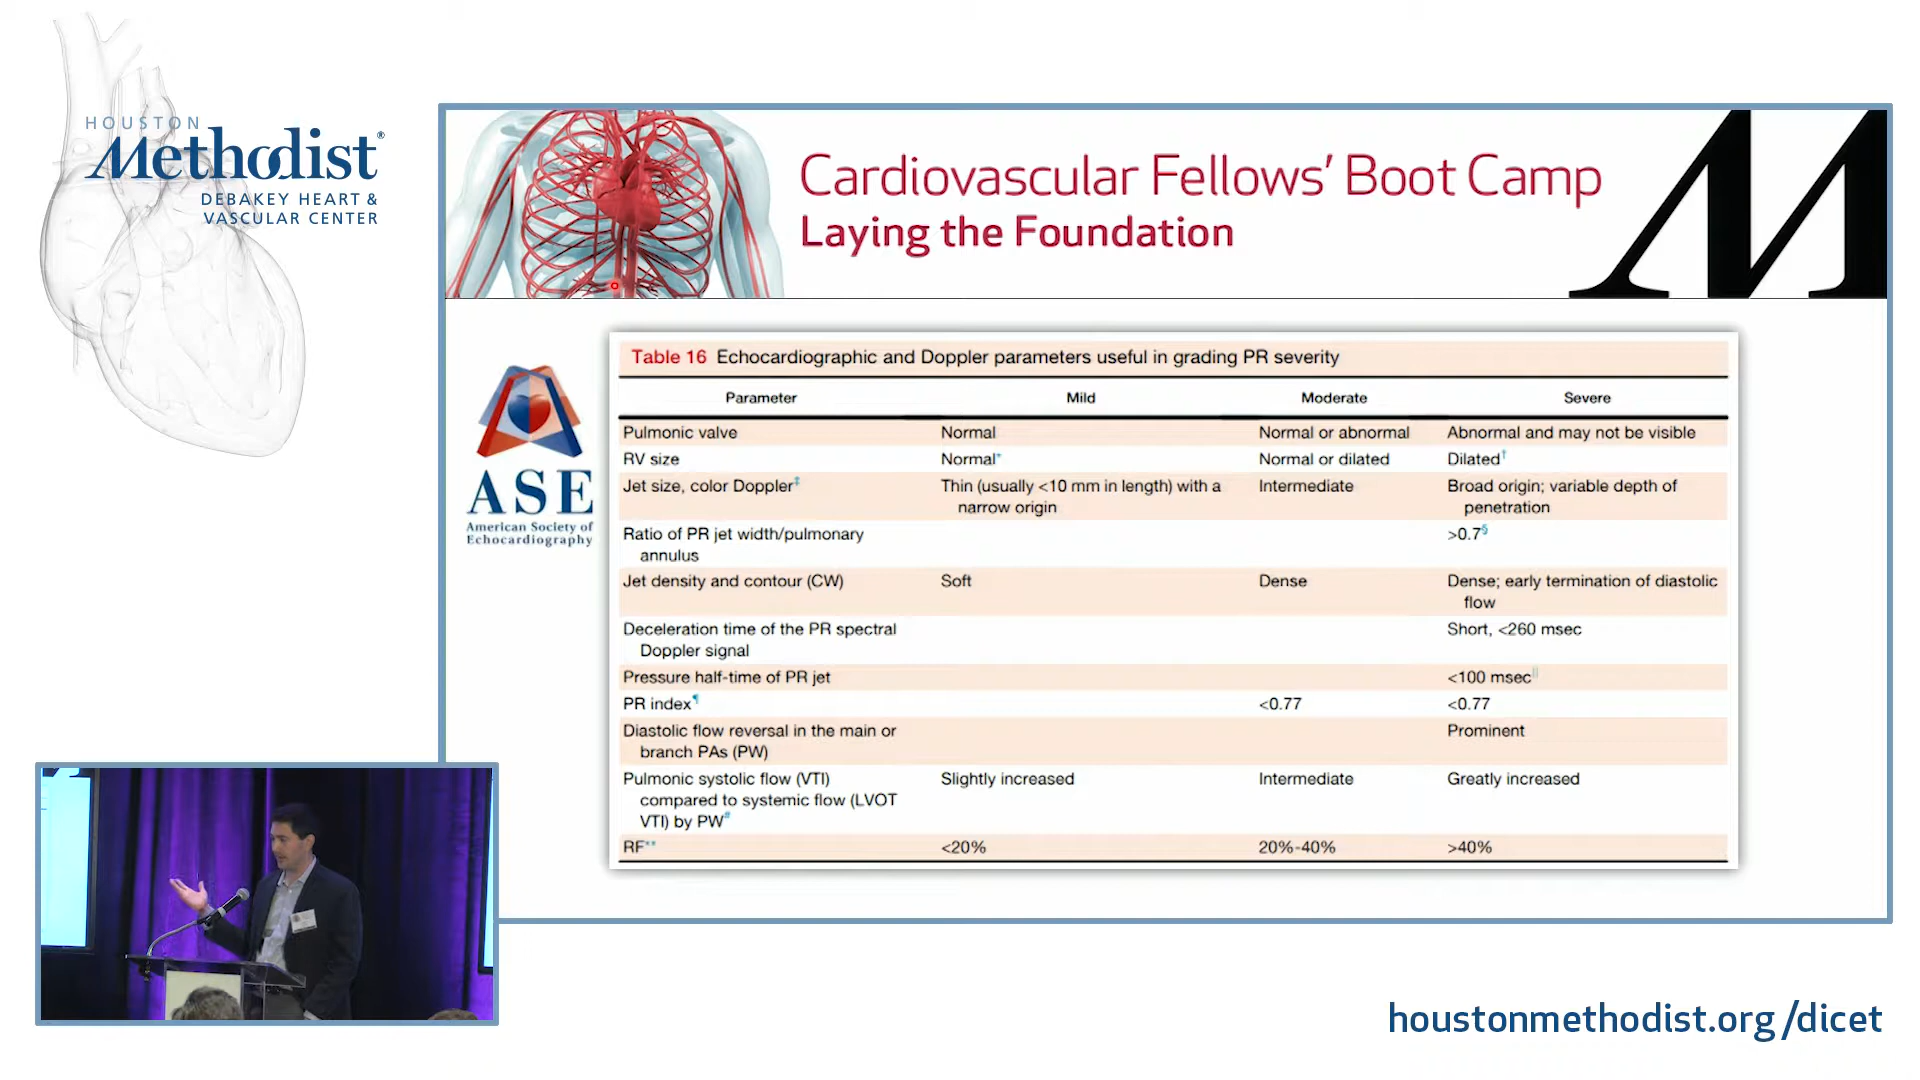 HOUSTON
Methodist®
DEBAKEY HEART &
VASCULAR CENTER
Cardiovascular Fellows' Boot Camp
Laying the Foundation
M
ASE
American Society of
Echocardiography
Table 16 Echocardiographic and Doppler parameters useful in grading PR severity
Parameter Mild Moderate Severe
Pulmonic valve Normal Normal or abnormal Abnormal and may not be visible
RV size Normal* Normal or dilated Dilated†
Jet size, color Doppler‡ Thin (usually <10 mm in length) with a Intermediate Broad origin; variable depth of
narrow origin penetration
Ratio of PR jet width/pulmonary >0.7§
annulus
Jet density and contour (CW) Soft Dense Dense; early termination of diastolic
flow
Deceleration time of the PR spectral Short, <260 msec
Doppler signal
Pressure half-time of PR jet <100 msec||
PR index¶ <0.77 <0.77
Diastolic flow reversal in the main or Prominent
branch PAs (PW)
Pulmonic systolic flow (VTI) Slightly increased Intermediate Greatly increased
compared to systemic flow (LVOT
VTI) by PW#
RF** <20% 20%-40% >40%
houstonmethodist.org/dicet